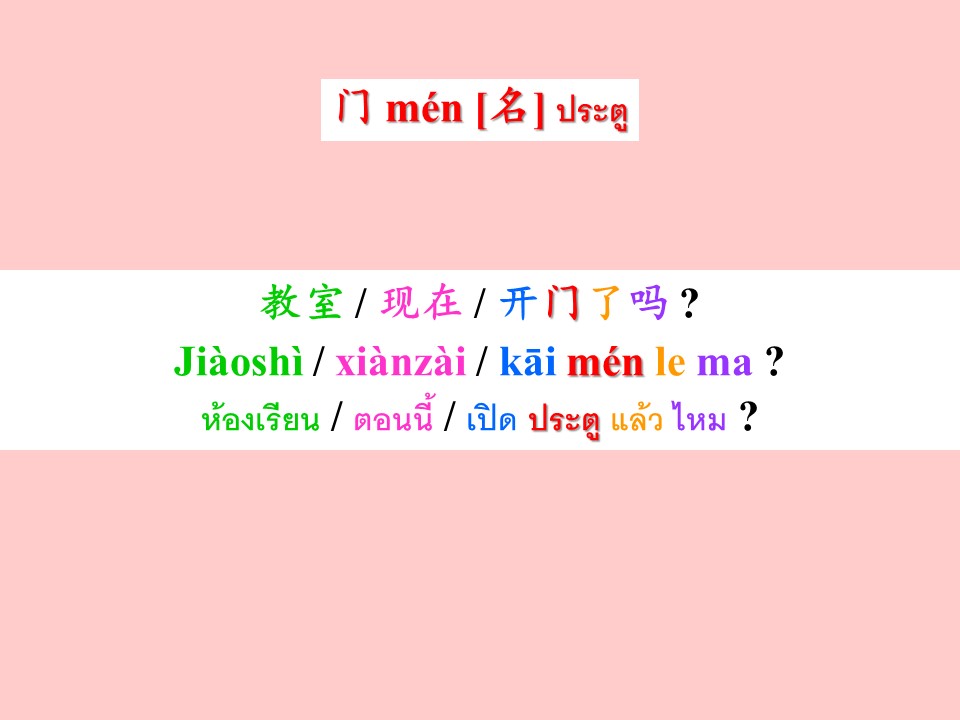 门 mén [名] ประตู
教室 / 现在 / 开门了吗 ?
Jiàoshì / xiànzài / kāi mén le ma ?
ห้องเรียน / ตอนนี้ / เปิด ประตู แล้ว ไหม ?